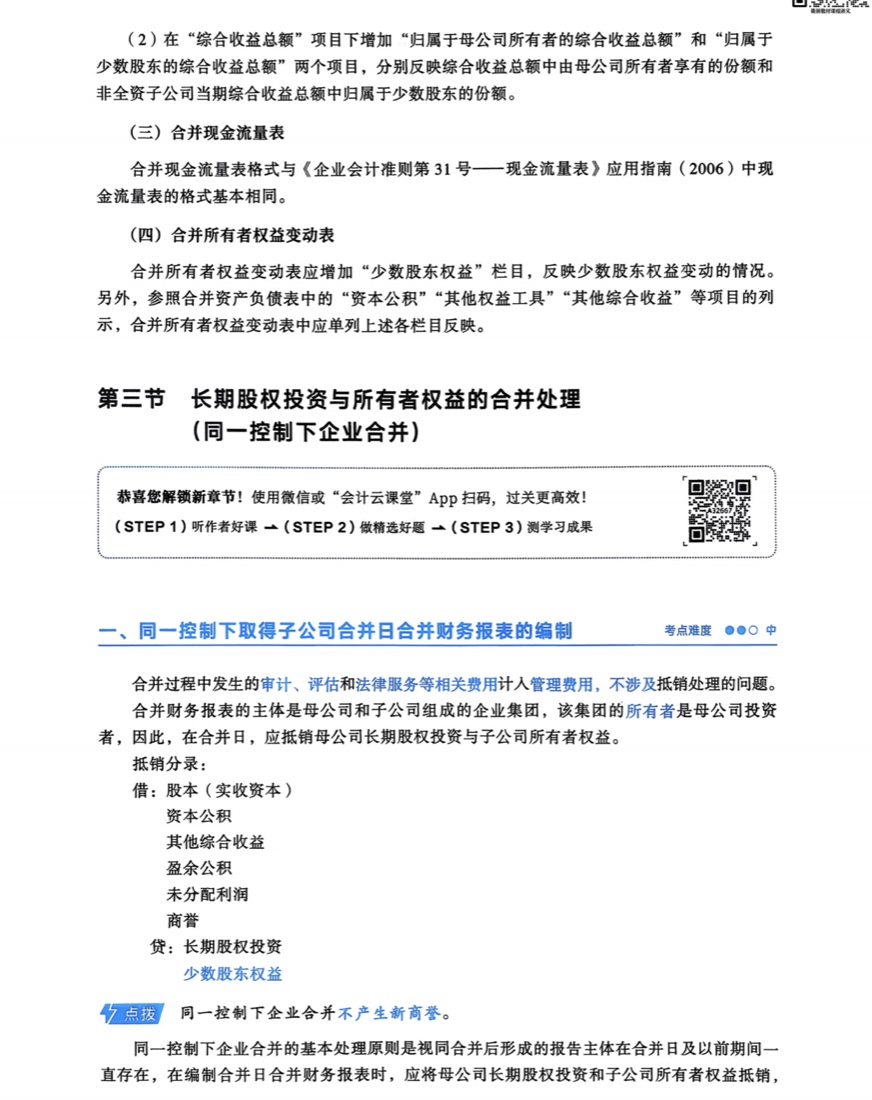 （2）在“综合收益总额”项目下增加“归属于母公司所有者的综合收益总额”和“归属于
少数股东的综合收益总额”两个项目，分别反映综合收益总额中由母公司所有者享有的份额和
非全资子公司当期综合收益总额中归属于少数股东的份额。
（三）合并现金流量表
合并现金流量表格式与《企业会计准则第 31 号——现金流量表》应用指南（2006）中现
金流量表的格式基本相同。
（四）合并所有者权益变动表
合并所有者权益变动表应增加“少数股东权益”栏目，反映少数股东权益变动的情况。
另外，参照合并资产负债表中的“资本公积”“其他权益工具”“其他综合收益”等项目的列
示，合并所有者权益变动表中应单列上述各栏目反映。
第三节 长期股权投资与所有者权益的合并处理
（同一控制下企业合并）
恭喜您解锁新章节！使用微信或“会计云课堂”App 扫码，过关更高效！
（STEP 1）听作者好课 ⇀（STEP 2）做精选好题 ⇀（STEP 3）测学习成果
一、同一控制下取得子公司合并日合并财务报表的编制 考点难度 ●●○ 中
合并过程中发生的审计、评估和法律服务等相关费用计入管理费用，不涉及抵销处理的问题。
合并财务报表的主体是母公司和子公司组成的企业集团，该集团的所有者是母公司投资
者，因此，在合并日，应抵销母公司长期股权投资与子公司所有者权益。
抵销分录：
借：股本（实收资本）
资本公积
其他综合收益
盈余公积
未分配利润
商誉
贷：长期股权投资
少数股东权益
点拨 同一控制下企业合并不产生新商誉。
同一控制下企业合并的基本处理原则是视同合并后形成的报告主体在合并日及以前期间一
直存在，在编制合并日合并财务报表时，应将母公司长期股权投资和子公司所有者权益抵销，